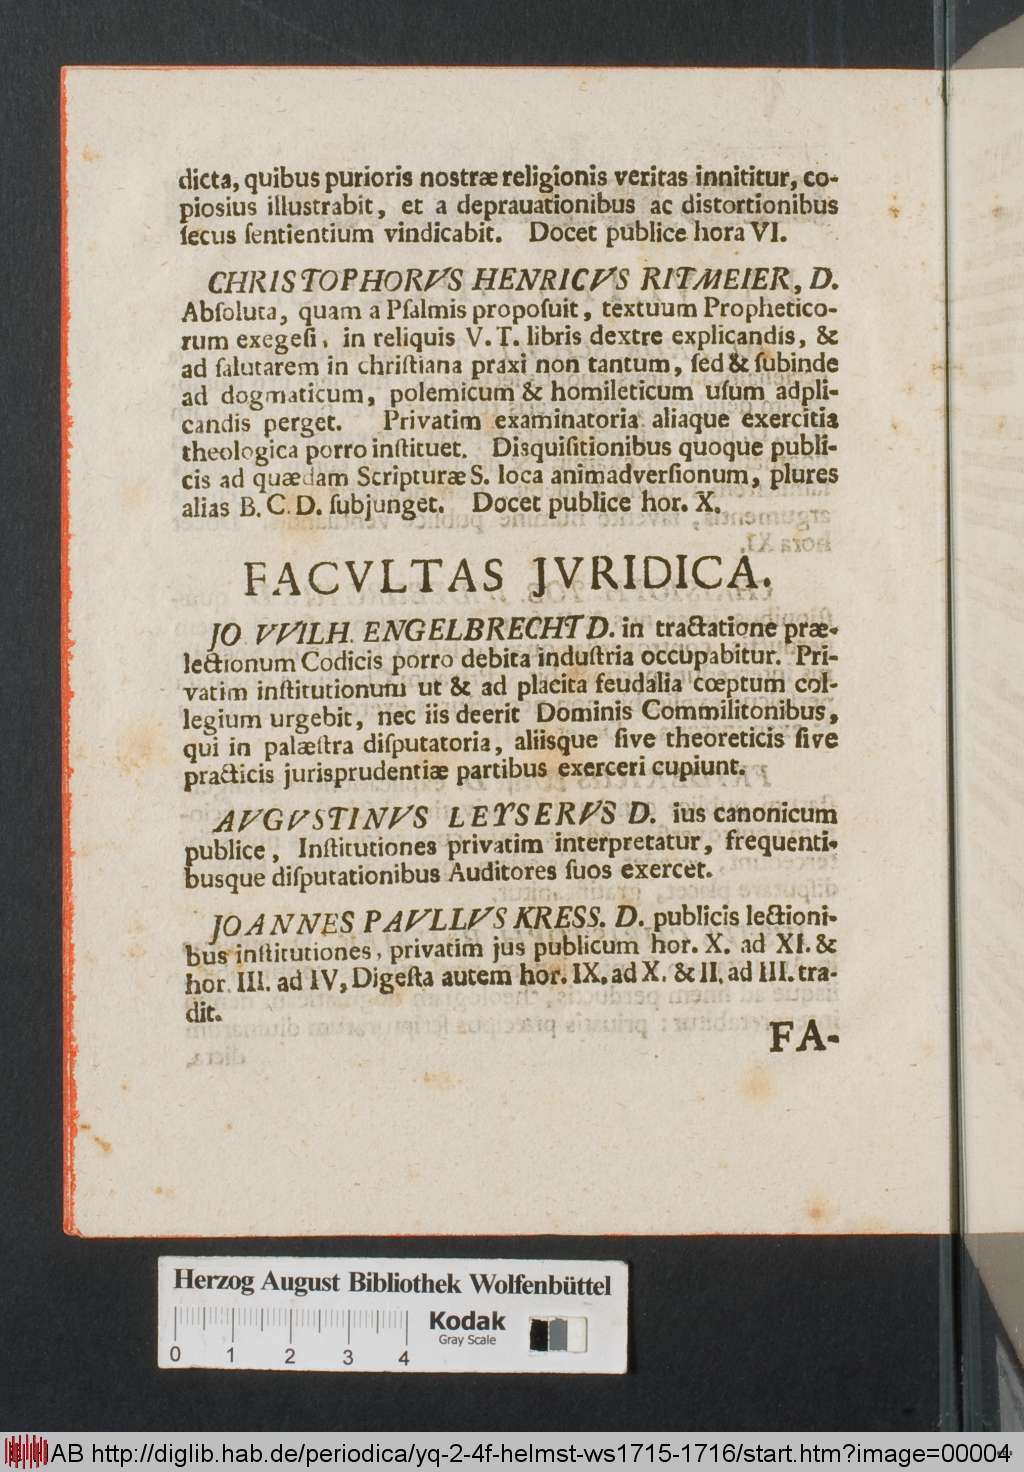 dicta, quibus purioris nostræ religionis veritas innititur, co-
piosius illustrabit, et a deprauationibus ac distortionibus
ſecus ſentientium vindicabit. Docet publice hora VI.
CHRISTOPHORVS HENRICVS RITMEIER, D.
Abſoluta, quam a Pſalmis propoſuit, textuum Prophetico-
rum exegeſi, in reliquis V. T. libris dextre explicandis, &
ad ſalutarem in chriſtiana praxi non tantum, ſed & ſubinde
ad dogmaticum, polemicum & homileticum uſum adpli-
candis perget. Privatim examinatoria aliaque exercitia
theologica porro inſtituet. Disquiſitionibus quoque publi-
cis ad quædam Scripturæ S. loca animadverſionum, plures
alias B. C. D. ſubjunget. Docet publice hor. X.
FACVLTAS JVRIDICA.
JO VVILH. ENGELBRECHT D. in tractatione præ-
lectionum Codicis porro debita induſtria occupabitur. Pri-
vatim inſtitutionum ut & ad placita feudalia cœptum col-
legium urgebit, nec iis deerit Dominis Commilitonibus,
qui in palæſtra diſputatoria, aliisque ſive theoreticis ſive
practicis jurisprudentiæ partibus exerceri cupiunt.
AVGVSTINVS LEYSERVS D. ius canonicum
publice, Inſtitutiones privatim interpretatur, frequenti-
busque diſputationibus Auditores ſuos exercet.
JOANNES PAVLLVS KRESS. D. publicis lectioni-
bus inſtitutiones, privatim jus publicum hor. X. ad XI. &
hor. III. ad IV, Digeſta autem hor. IX. ad X. & II. ad III. tra-
dit.
FA-
Herzog August Bibliothek Wolfenbüttel
Kodak
Gray Scale
0 1 2 3 4
HAB http://diglib.hab.de/periodica/yq-2-4f-helmst-ws1715-1716/start.htm?image=00004